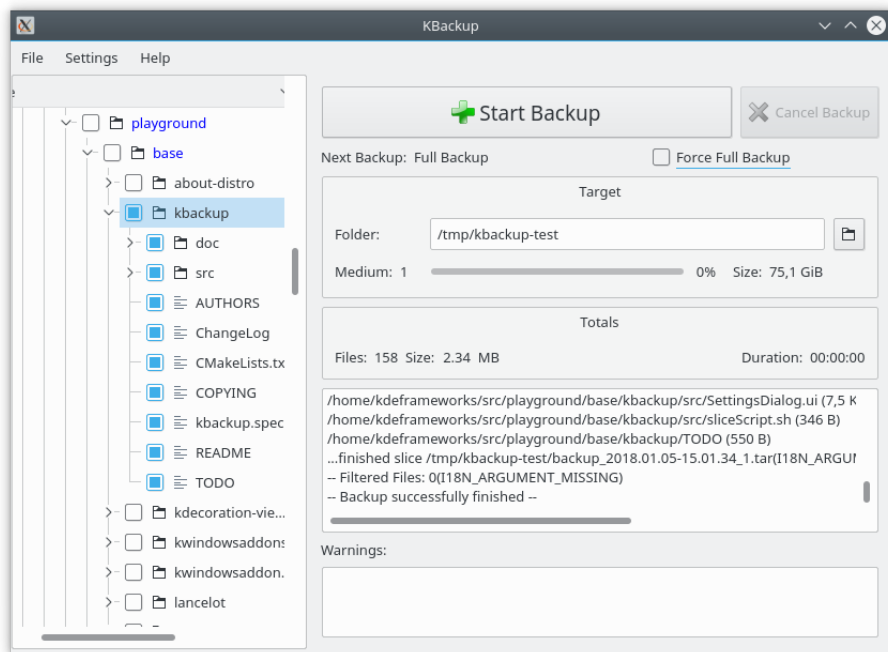 KBackup
File Settings Help
playground
base
about-distro
kbackup
doc
src
AUTHORS
ChangeLog
CMakeLists.tx
COPYING
kbackup.spec
README
TODO
kdecoration-vie...
kwindowsaddons
kwindowsaddon.
lancelot
Start Backup
Cancel Backup
Next Backup: Full Backup
Force Full Backup
Target
Folder: /tmp/kbackup-test
Medium: 1 0% Size: 75,1 GiB
Totals
Files: 158 Size: 2.34 MB Duration: 00:00:00
/home/kdeframeworks/src/playground/base/kbackup/src/SettingsDialog.ui (7,5 K
/home/kdeframeworks/src/playground/base/kbackup/src/sliceScript.sh (346 B)
/home/kdeframeworks/src/playground/base/kbackup/TODO (550 B)
...finished slice /tmp/kbackup-test/backup_2018.01.05-15.01.34_1.tar(I18N_ARGUM
-- Filtered Files: 0(I18N_ARGUMENT_MISSING)
-- Backup successfully finished --
Warnings: